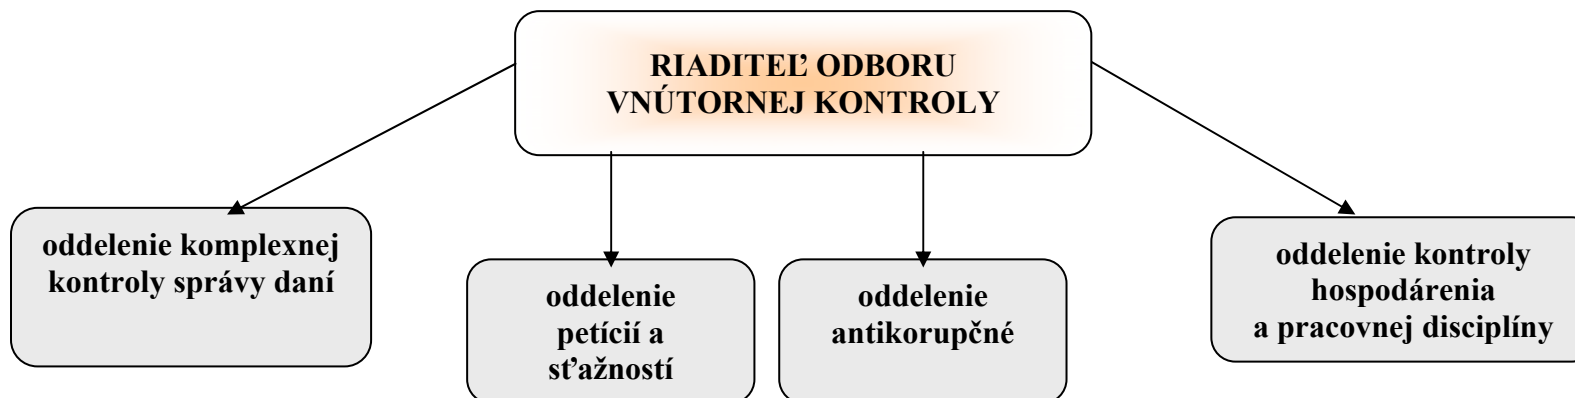 RIADITEĽ ODBORU
VNÚTORNEJ KONTROLY
oddelenie komplexnej
kontroly správy daní
oddelenie
petícií a
sťažností
oddelenie
antikorupčné
oddelenie kontroly
hospodárenia
a pracovnej disciplíny